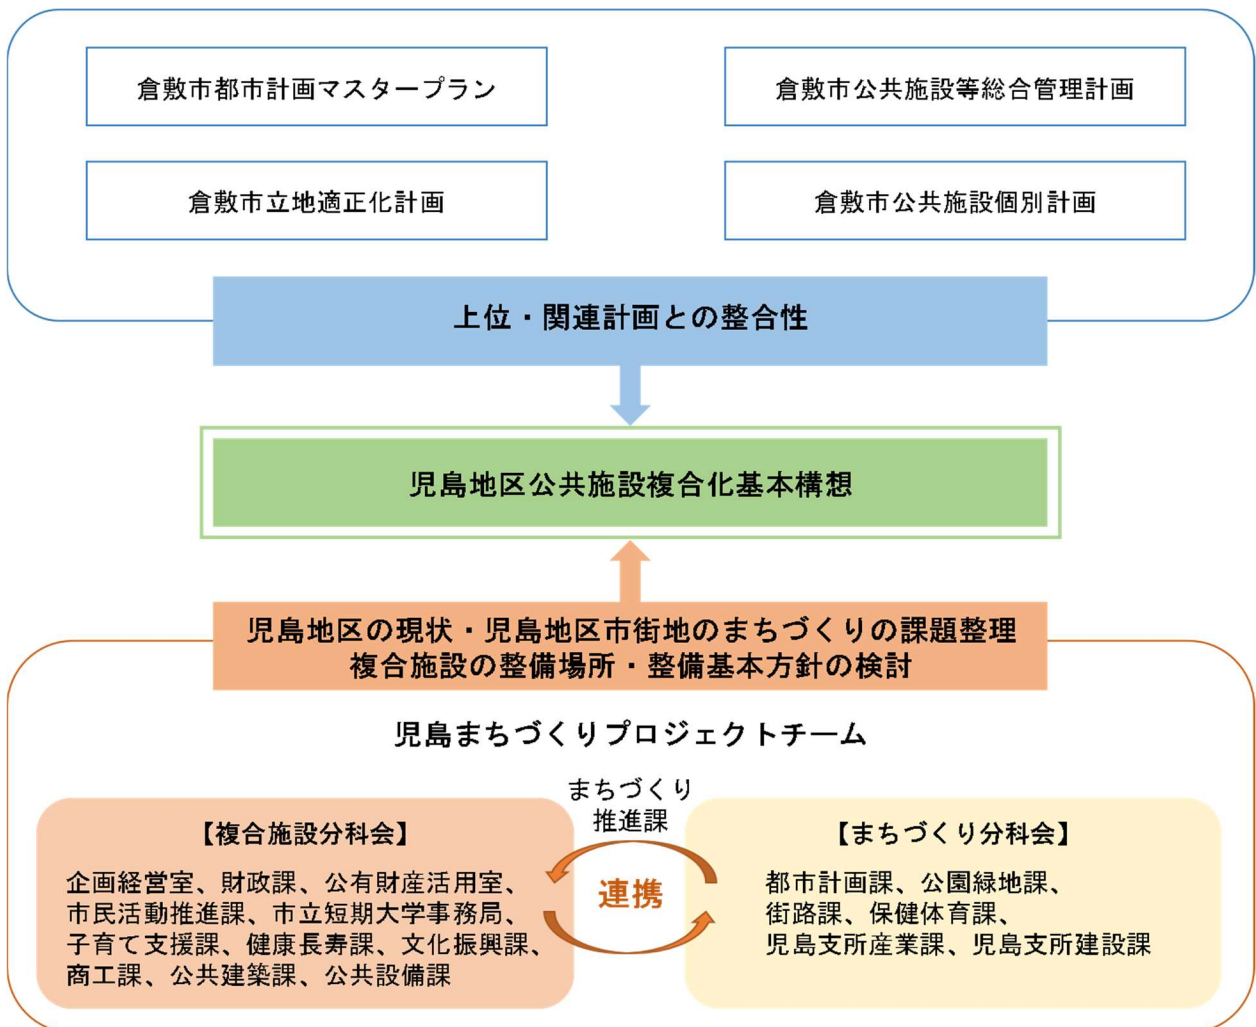 倉敷市都市計画マスタープラン
倉敷市公共施設等総合管理計画
倉敷市立地適正化計画
倉敷市公共施設個別計画
上位・関連計画との整合性
児島地区公共施設複合化基本構想
児島地区の現状・児島地区市街地のまちづくりの課題整理
複合施設の整備場所・整備基本方針の検討
児島まちづくりプロジェクトチーム
まちづくり
推進課
連携
【複合施設分科会】
企画経営室、財政課、公有財産活用室、
市民活動推進課、市立短期大学事務局、
子育て支援課、健康長寿課、文化振興課、
商工課、公共建築課、公共設備課
【まちづくり分科会】
都市計画課、公園緑地課、
街路課、保健体育課、
児島支所産業課、児島支所建設課